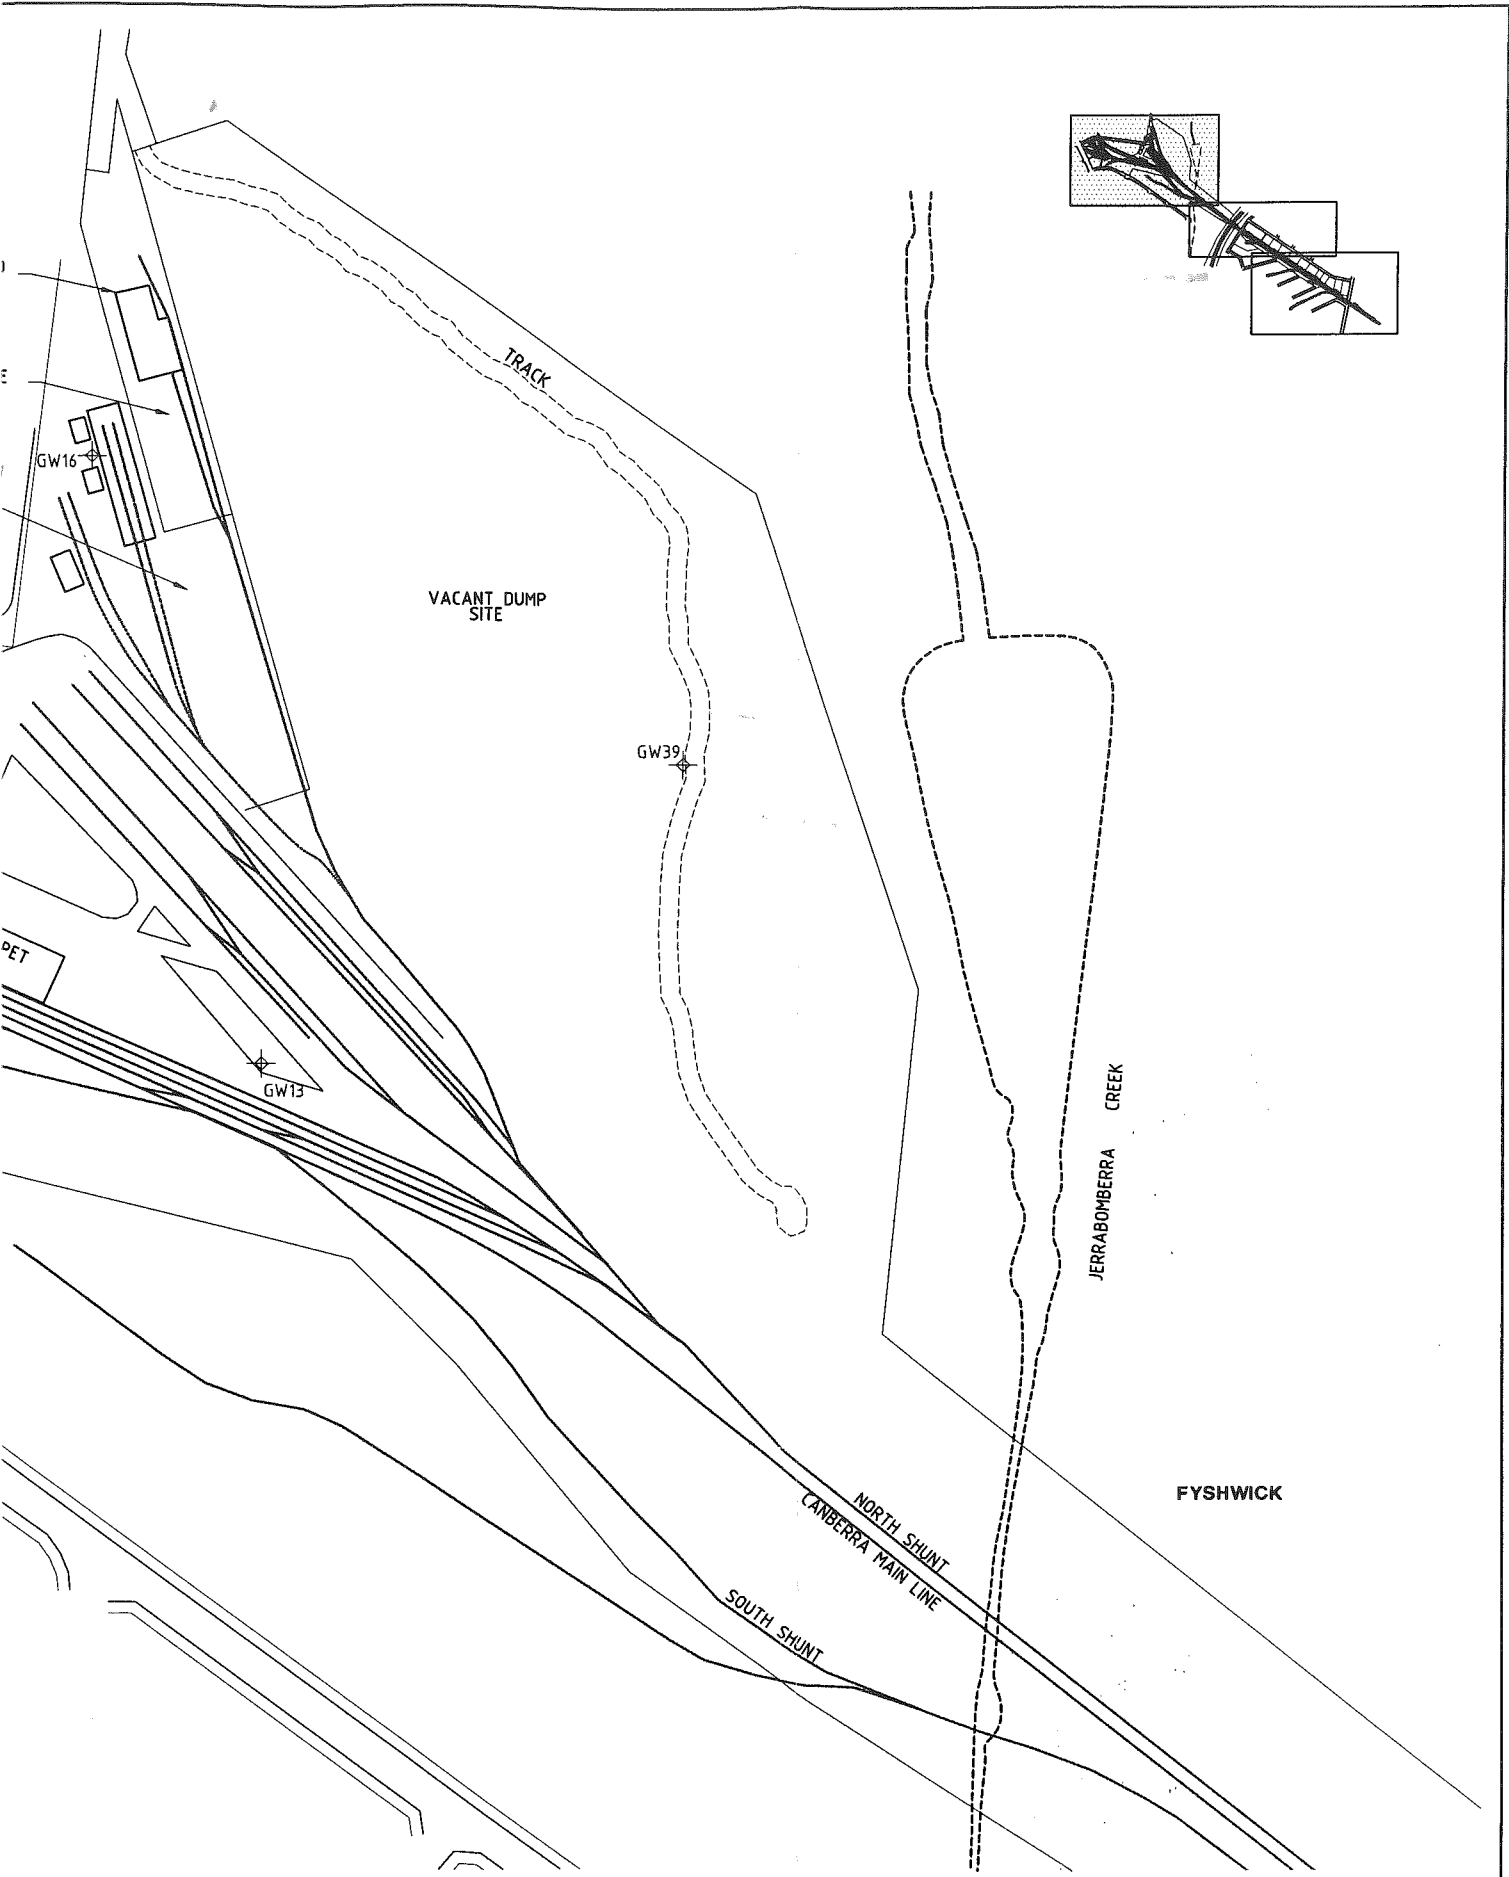 TRACK
GW16
VACANT DUMP
SITE
GW39
PET
GW13
JERRABOMBERRA CREEK
FYSHWICK
NORTH SHUNT
CANBERRA MAIN LINE
SOUTH SHUNT